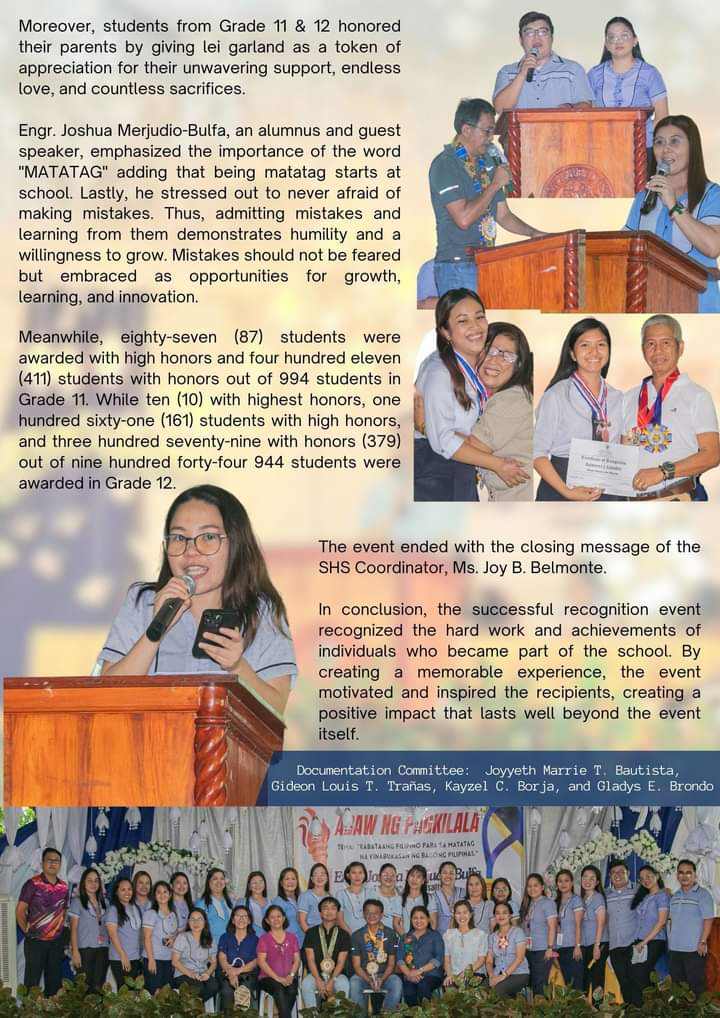 Moreover, students from Grade 11 & 12 honored
their parents by giving lei garland as a token of
appreciation for their unwavering support, endless
love, and countless sacrifices.
Engr. Joshua Merjudio-Bulfa, an alumnus and guest
speaker, emphasized the importance of the word
"MATATAG" adding that being matatag starts at
school. Lastly, he stressed out to never afraid of
making mistakes. Thus, admitting mistakes and
learning from them demonstrates humility and a
willingness to grow. Mistakes should not be feared
but embraced as opportunities for growth,
learning, and innovation.
Meanwhile, eighty-seven (87) students were
awarded with high honors and four hundred eleven
(411) students with honors out of 994 students in
Grade 11. While ten (10) with highest honors, one
hundred sixty-one (161) students with high honors,
and three hundred seventy-nine with honors (379)
out of nine hundred forty-four 944 students were
awarded in Grade 12.
Certificate of Recognition
The event ended with the closing message of the
SHS Coordinator, Ms. Joy B. Belmonte.
In conclusion, the successful recognition event
recognized the hard work and achievements of
individuals who became part of the school. By
creating a memorable experience, the event
motivated and inspired the recipients, creating a
positive impact that lasts well beyond the event
itself.
Documentation Committee: Joyyeth Marrie T. Bautista,
Gideon Louis T. Trañas, Kayzel C. Borja, and Gladys E. Brondo
ARAW NG PAGKILALA
TEMA: "KABATAANG PILIPINO PARA SA MATATAG
NA KINABUKASAN NG BAGONG PILIPINAS."